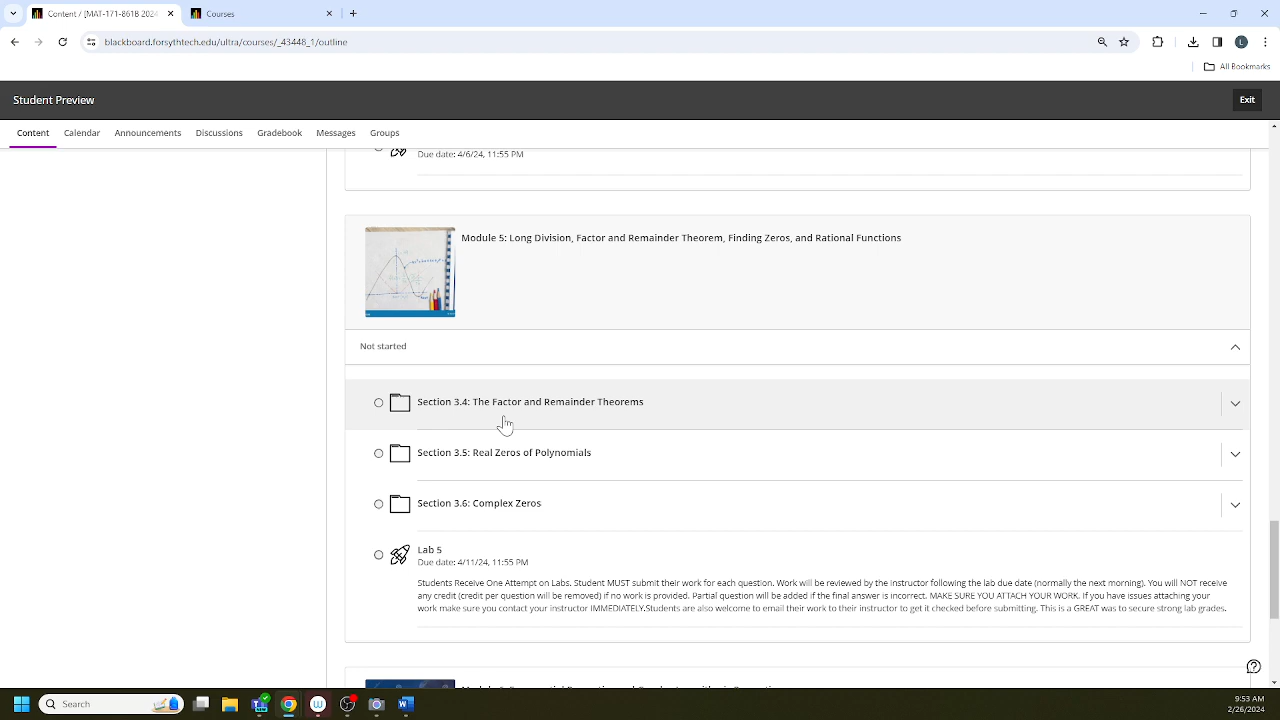 Content / [MAT-171-861B 2024
Courses
blackboard.forsythtech.edu/ultra/courses/_43448_1/outline
All Bookmarks
Student Preview
Exit
Content
Calendar
Announcements
Discussions
Gradebook
Messages
Groups
Due date: 4/6/24, 11:55 PM
Module 5: Long Division, Factor and Remainder Theorem, Finding Zeros, and Rational Functions
Not started
Section 3.4: The Factor and Remainder Theorems
Section 3.5: Real Zeros of Polynomials
Section 3.6: Complex Zeros
Lab 5
Due date: 4/11/24, 11:55 PM
Students Receive One Attempt on Labs. Student MUST submit their work for each question. Work will be reviewed by the instructor following the lab due date (normally the next morning). You will NOT receive
any credit (credit per question will be removed) if no work is provided. Partial question will be added if the final answer is incorrect. MAKE SURE YOU ATTACH YOUR WORK. If you have issues attaching your
work make sure you contact your instructor IMMEDIATELY.Students are also welcome to email their work to their instructor to get it checked before submitting. This is a GREAT was to secure strong lab grades.
Search
9:53 AM
2/26/2024